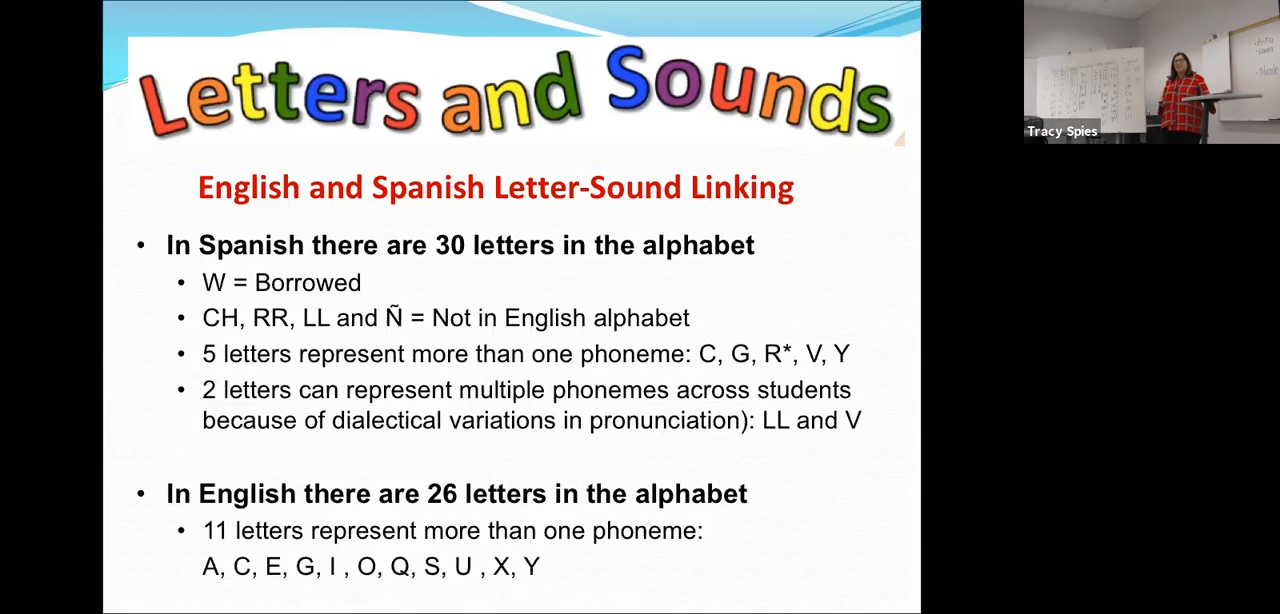 Letters and Sounds
English and Spanish Letter-Sound Linking
• In Spanish there are 30 letters in the alphabet
• W = Borrowed
• CH, RR, LL and Ñ = Not in English alphabet
• 5 letters represent more than one phoneme: C, G, R*, V, Y
• 2 letters can represent multiple phonemes across students
because of dialectical variations in pronunciation): LL and V
• In English there are 26 letters in the alphabet
• 11 letters represent more than one phoneme:
A, C, E, G, I , O, Q, S, U , X, Y
Tracy Spies